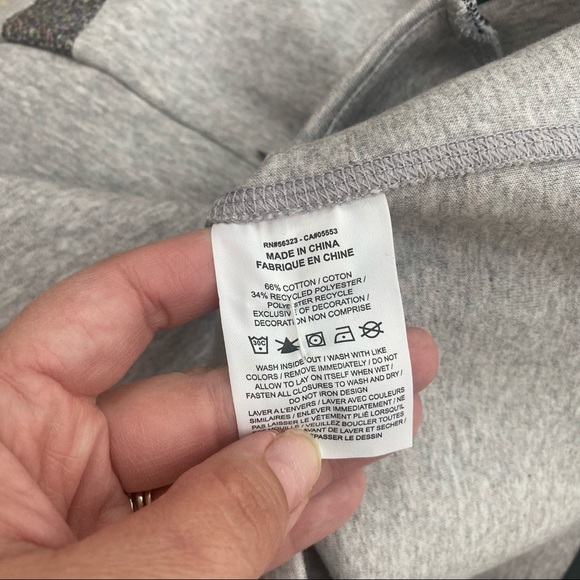 RN#56323 - CA#05553
MADE IN CHINA
FABRIQUE EN CHINE
66% COTTON / COTON
34% RECYCLED POLYESTER /
POLYESTER RECYCLE
EXCLUSIVE OF DECORATION /
DECORATION NON COMPRISE
30C
WASH INSIDE OUT / WASH WITH LIKE
COLORS / REMOVE IMMEDIATELY / DO NOT
ALLOW TO LAY ON ITSELF WHEN WET /
FASTEN ALL CLOSURES TO WASH AND DRY /
DO NOT IRON DESIGN
LAVER A L'ENVERS / LAVER AVEC COULEURS
SIMILAIRES / ENLEVER IMMEDIATEMENT / NE
PAS LAISSER LE VÊTEMENT PLIÉ LORSQU'IL
VEUILLEZ BOUCLER TOUTES
AVANT DE LAVER ET SECHER /
LE DESSIN